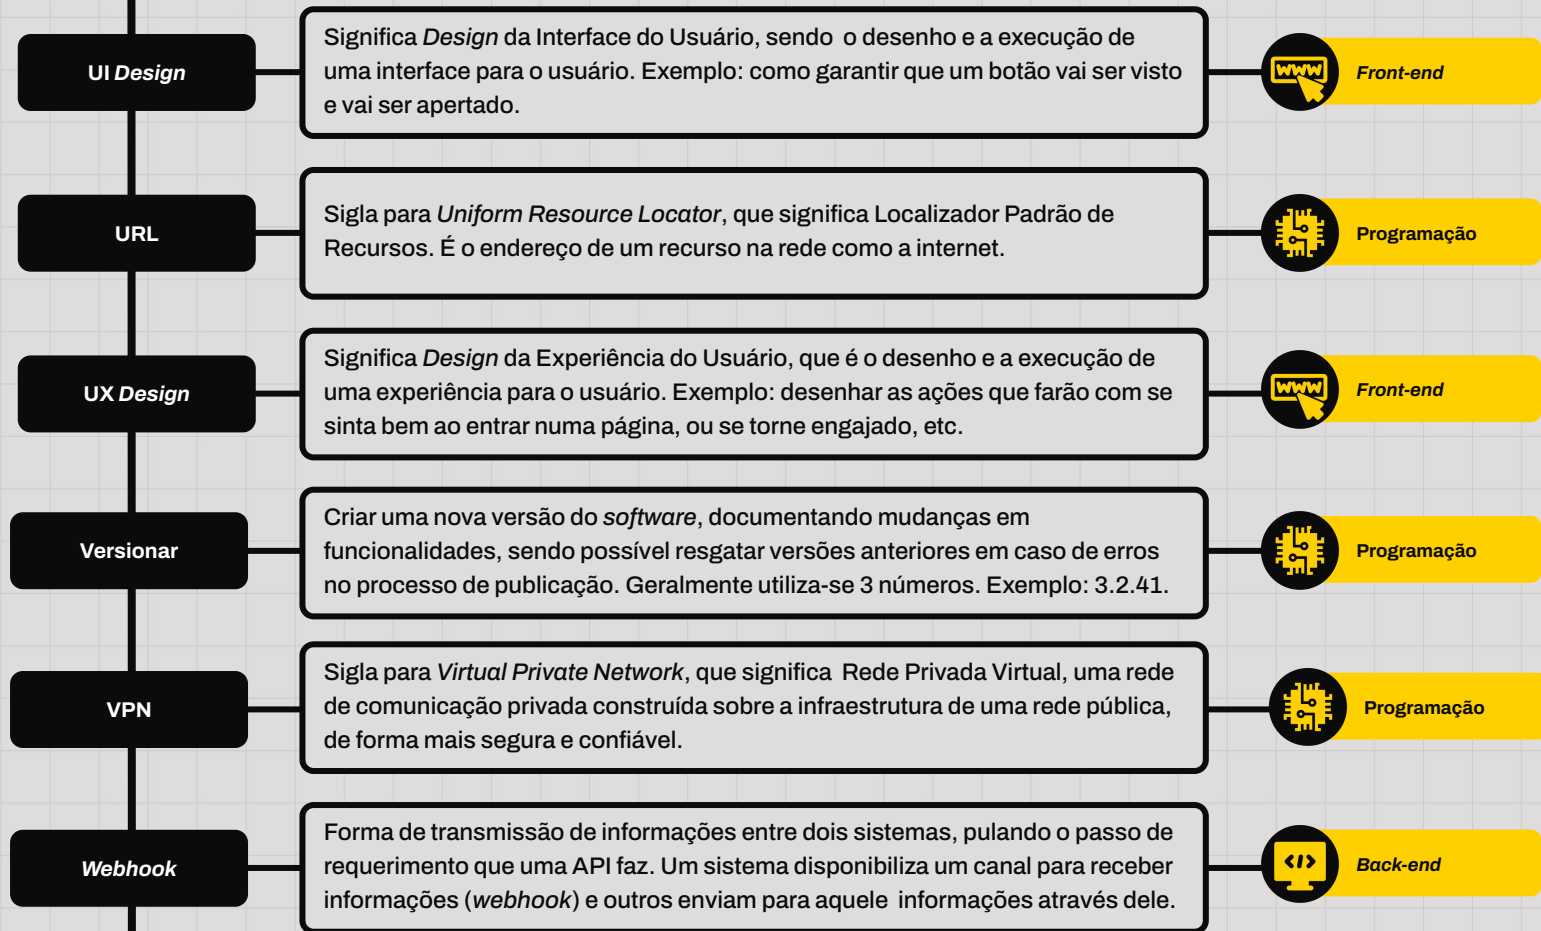 UI Design
Significa Design da Interface do Usuário, sendo o desenho e a execução de
uma interface para o usuário. Exemplo: como garantir que um botão vai ser visto
e vai ser apertado.
www
Front-end
URL
Sigla para Uniform Resource Locator, que significa Localizador Padrão de
Recursos. É o endereço de um recurso na rede como a internet.
Programação
UX Design
Significa Design da Experiência do Usuário, que é o desenho e a execução de
uma experiência para o usuário. Exemplo: desenhar as ações que farão com se
sinta bem ao entrar numa página, ou se torne engajado, etc.
www
Front-end
Versionar
Criar uma nova versão do software, documentando mudanças em
funcionalidades, sendo possível resgatar versões anteriores em caso de erros
no processo de publicação. Geralmente utiliza-se 3 números. Exemplo: 3.2.41.
Programação
VPN
Sigla para Virtual Private Network, que significa Rede Privada Virtual, uma rede
de comunicação privada construída sobre a infraestrutura de uma rede pública,
de forma mais segura e confiável.
Programação
Webhook
Forma de transmissão de informações entre dois sistemas, pulando o passo de
requerimento que uma API faz. Um sistema disponibiliza um canal para receber
informações (webhook) e outros enviam para aquele informações através dele.
</>
Back-end